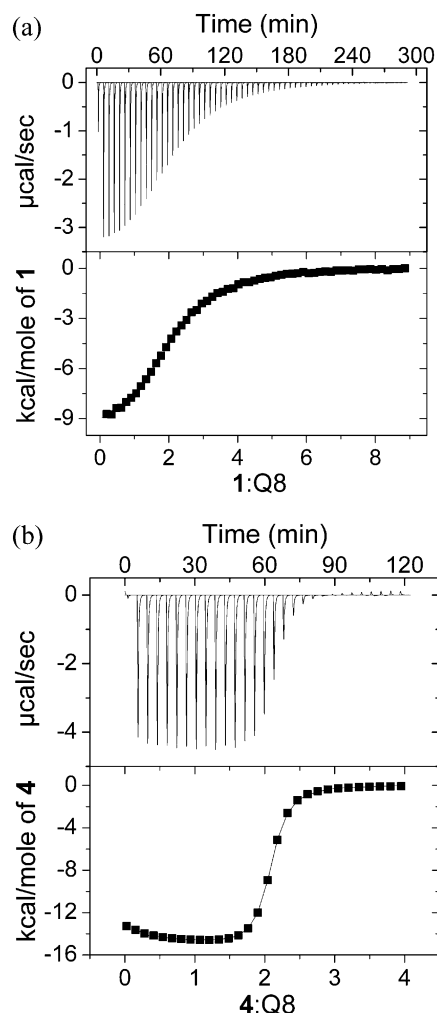 (a)
Time (min)
0 60 120 180 240 300
0
-1
-2
-3
µcal/sec
0
-3
-6
-9
kcal/mole of 1
0 2 4 6 8
1:Q8
(b)
Time (min)
0 30 60 90 120
0
-2
-4
µcal/sec
0
-4
-8
-12
-16
kcal/mole of 4
0 1 2 3 4
4:Q8